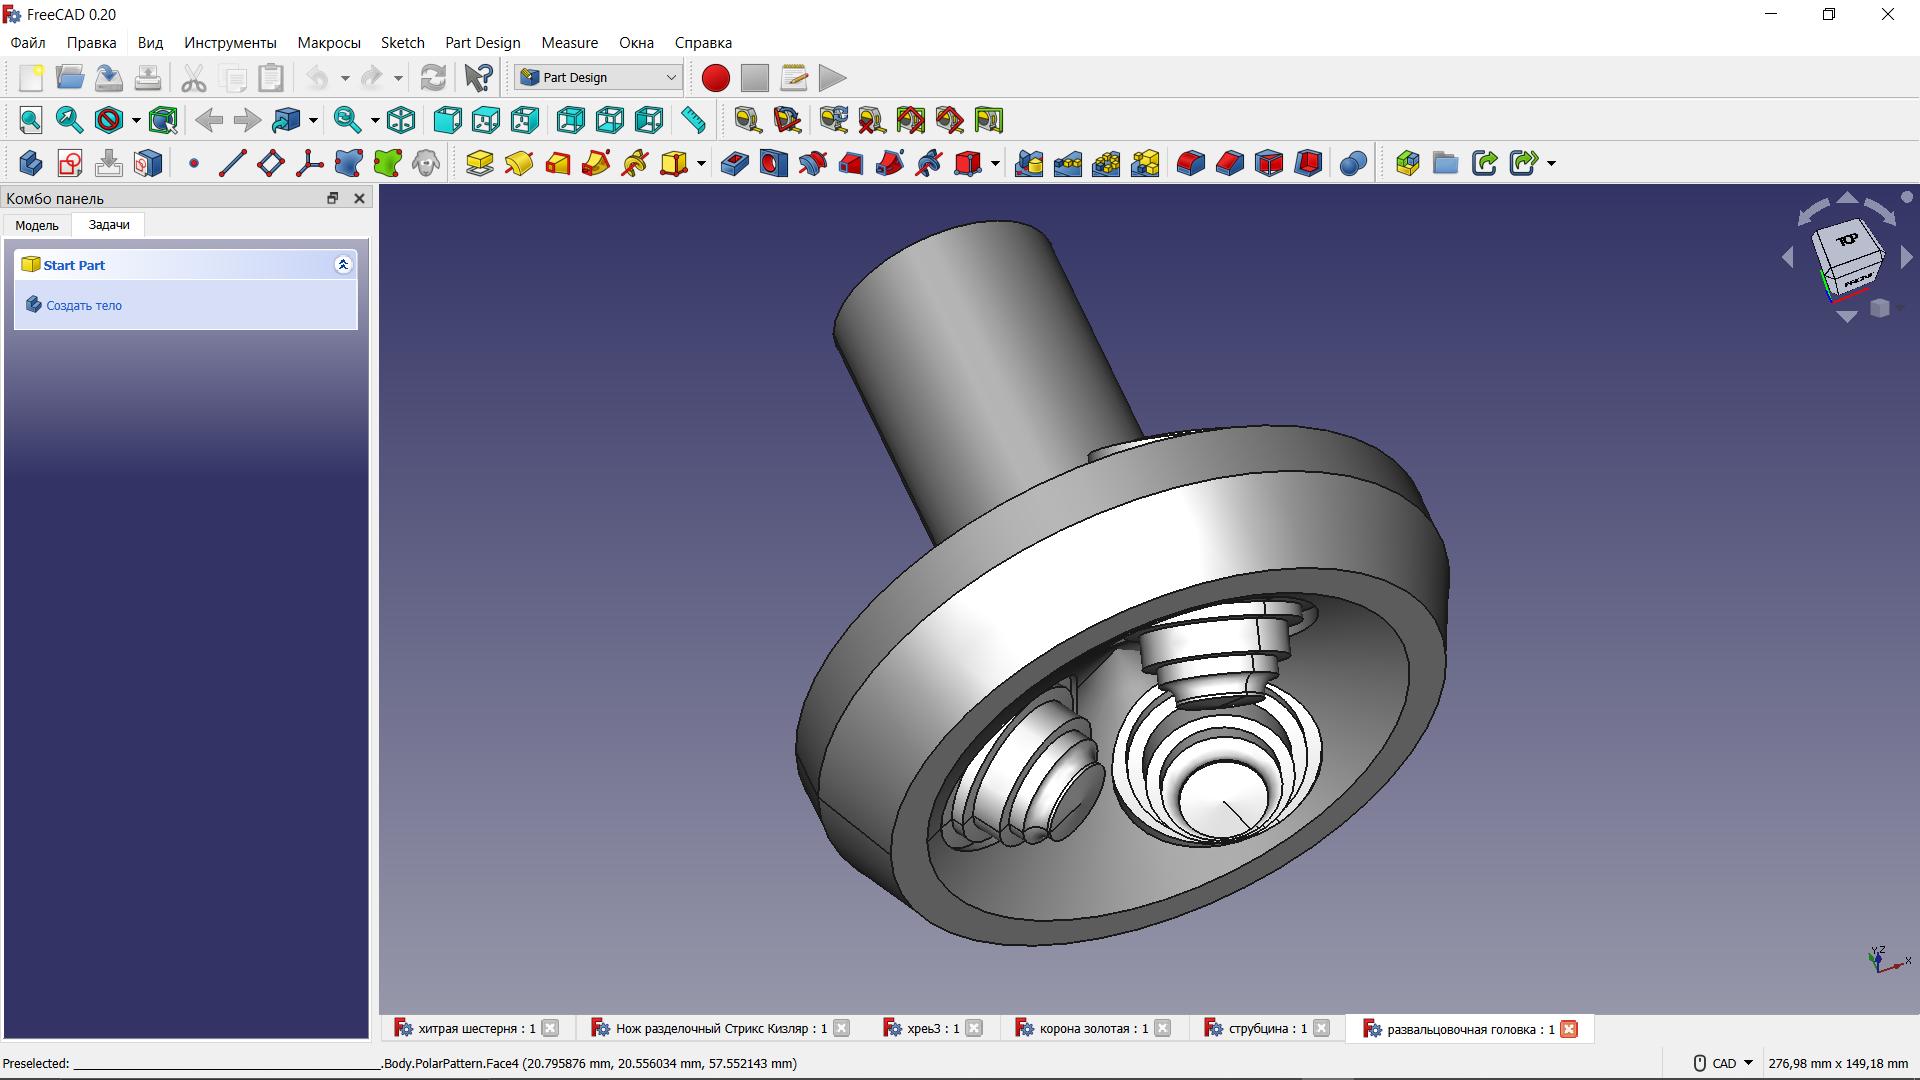 FreeCAD 0.20
Файл Правка Вид Инструменты Макросы Sketch Part Design Measure Окна Справка
Part Design
Комбо панель
Модель Задачи
Start Part
Создать тело
TOP
Y Z
X
хитрая шестерня : 1 Нож разделочный Стрикс Кизляр : 1 хреь3 : 1 корона золотая : 1 струбцина : 1 развальцовочная головка : 1
Preselected: ___________________________________________.Body.PolarPattern.Face4 (20.795876 mm, 20.556034 mm, 57.552143 mm) CAD 276,98 mm x 149,18 mm